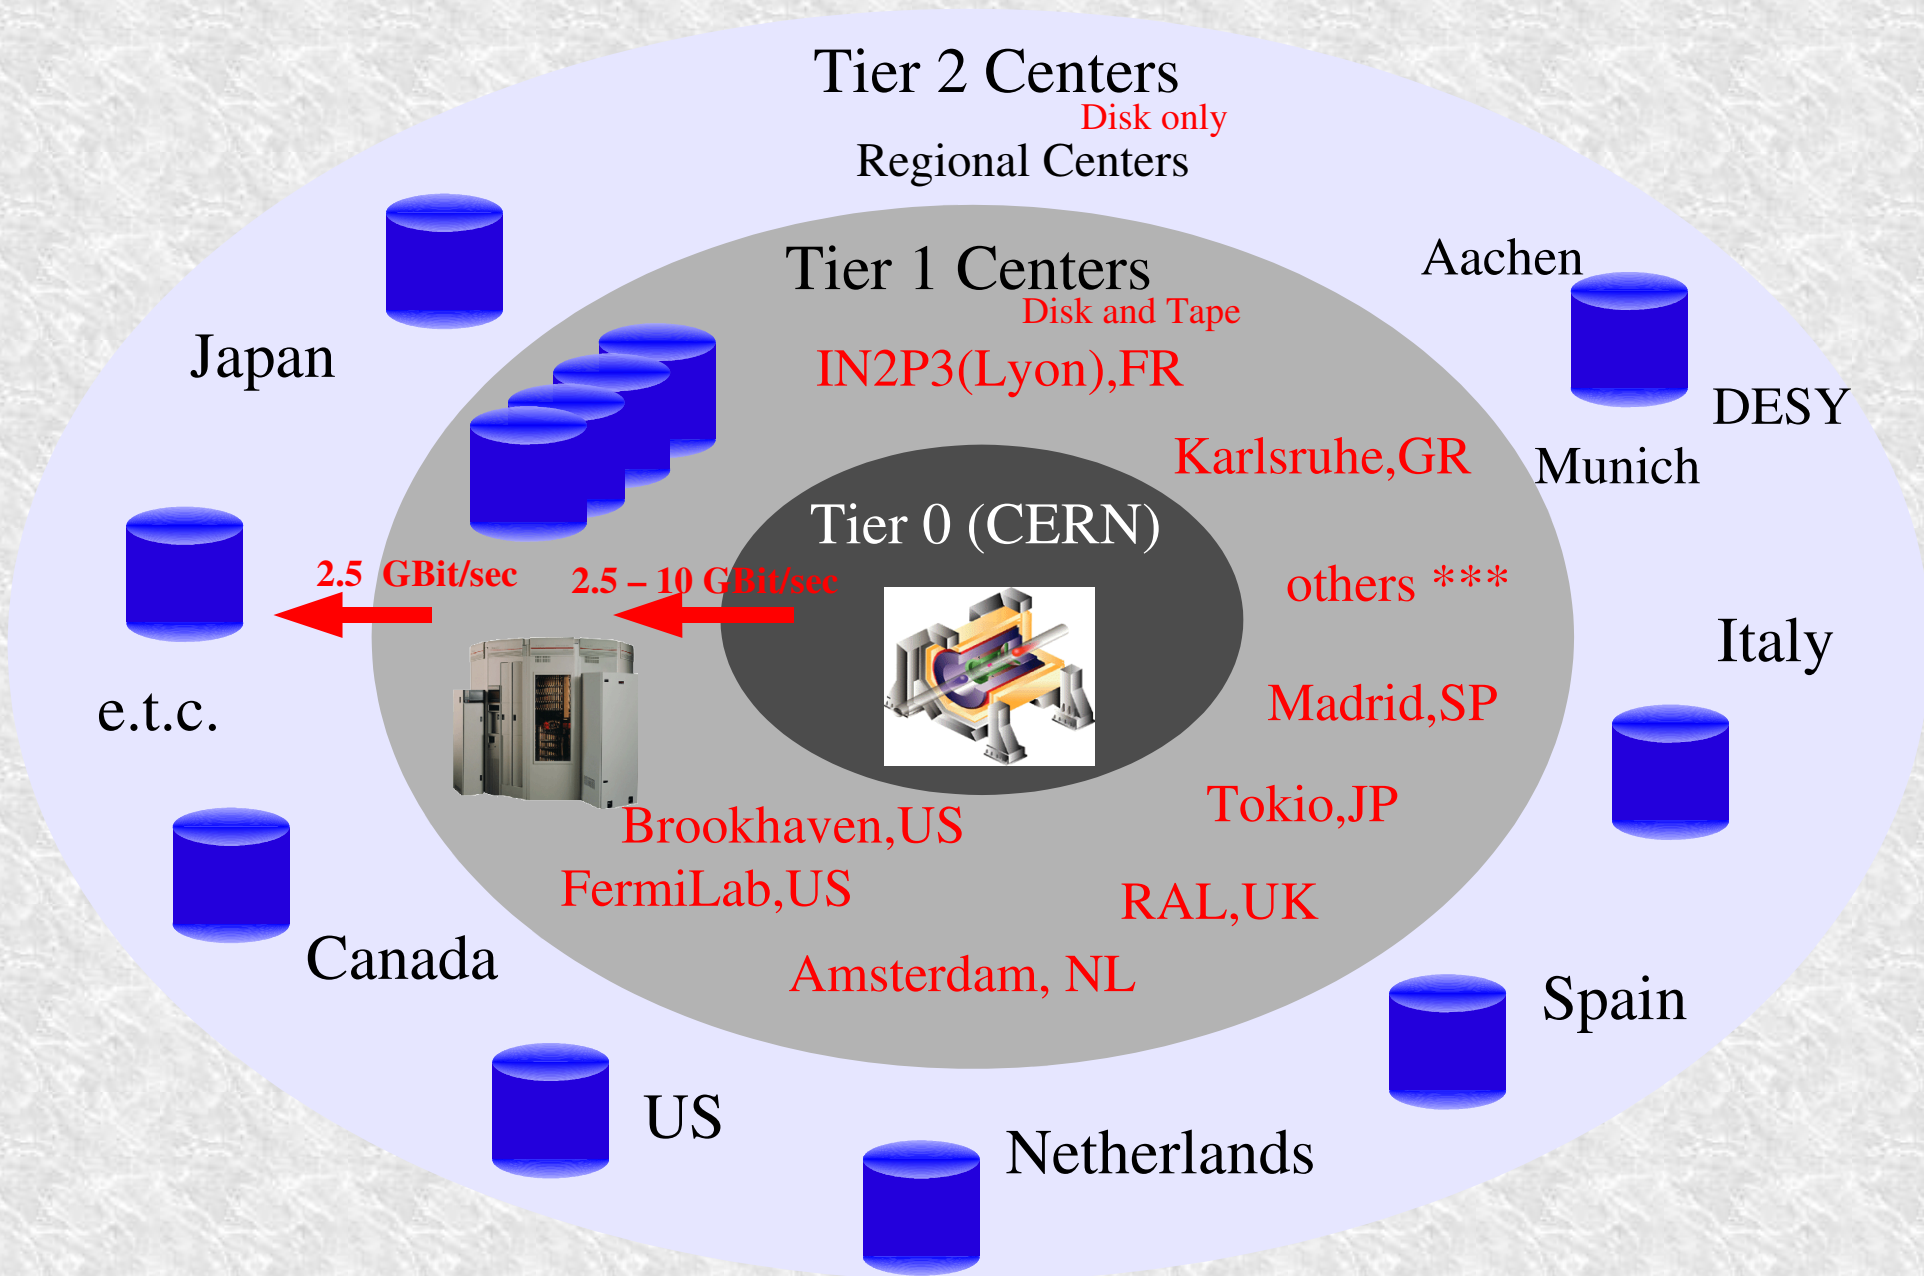 Tier 2 Centers
Disk only
Regional Centers
Tier 1 Centers
Disk and Tape
Aachen
Japan
IN2P3(Lyon),FR
DESY
Karlsruhe,GR
Munich
Tier 0 (CERN)
2.5  GBit/sec
2.5 – 10 GBit/sec
others ***
Italy
e.t.c.
Madrid,SP
Tokio,JP
Brookhaven,US
FermiLab,US
RAL,UK
Canada
Amsterdam, NL
Spain
US
Netherlands